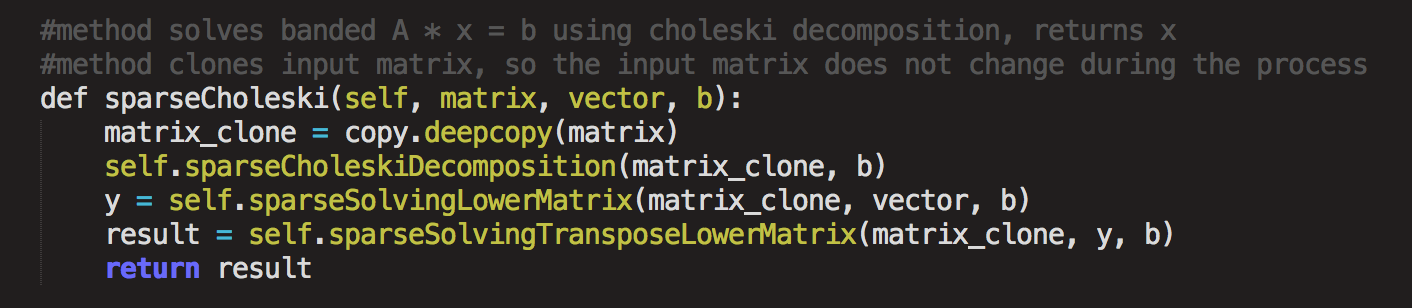 #method solves banded A * x = b using choleski decomposition, returns x
#method clones input matrix, so the input matrix does not change during the process
def sparseCholeski(self, matrix, vector, b):
    matrix_clone = copy.deepcopy(matrix)
    self.sparseCholeskiDecomposition(matrix_clone, b)
    y = self.sparseSolvingLowerMatrix(matrix_clone, vector, b)
    result = self.sparseSolvingTransposeLowerMatrix(matrix_clone, y, b)
    return result